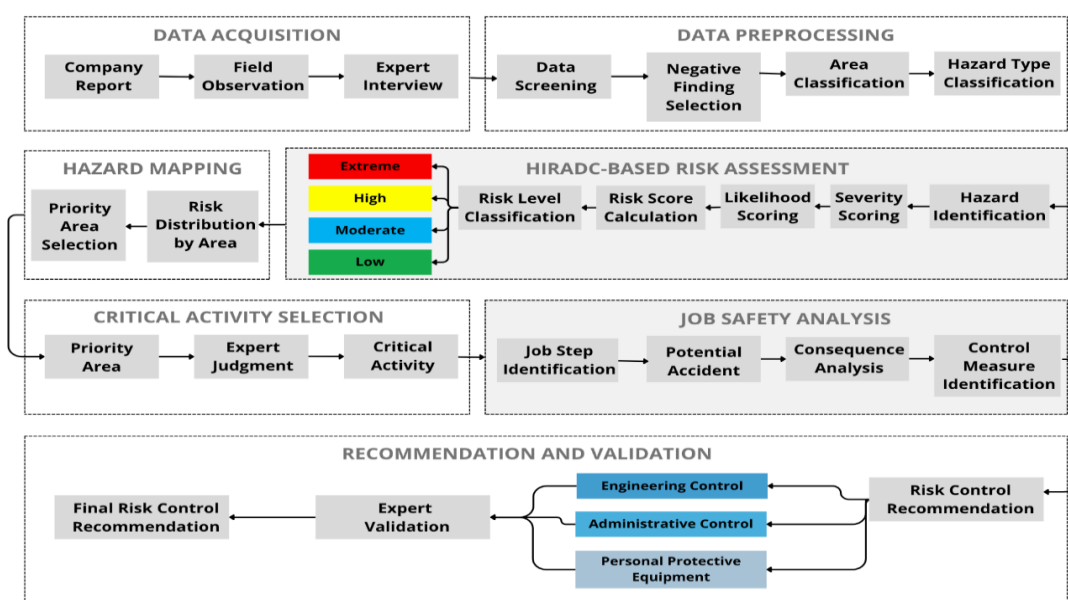 DATA ACQUISITION
Company
Report
Field
Observation
Expert
Interview
DATA PREPROCESSING
Data
Screening
Negative
Finding
Selection
Area
Classification
Hazard Type
Classification
HAZARD MAPPING
Priority
Area
Selection
Risk
Distribution
by Area
HIRADC-BASED RISK ASSESSMENT
Extreme
High
Moderate
Low
Risk Level
Classification
Risk Score
Calculation
Likelihood
Scoring
Severity
Scoring
Hazard
Identification
CRITICAL ACTIVITY SELECTION
Priority
Area
Expert
Judgment
Critical
Activity
JOB SAFETY ANALYSIS
Job Step
Identification
Potential
Accident
Consequence
Analysis
Control
Measure
Identification
RECOMMENDATION AND VALIDATION
Final Risk Control
Recommendation
Expert
Validation
Engineering Control
Administrative Control
Personal Protective
Equipment
Risk Control
Recommendation